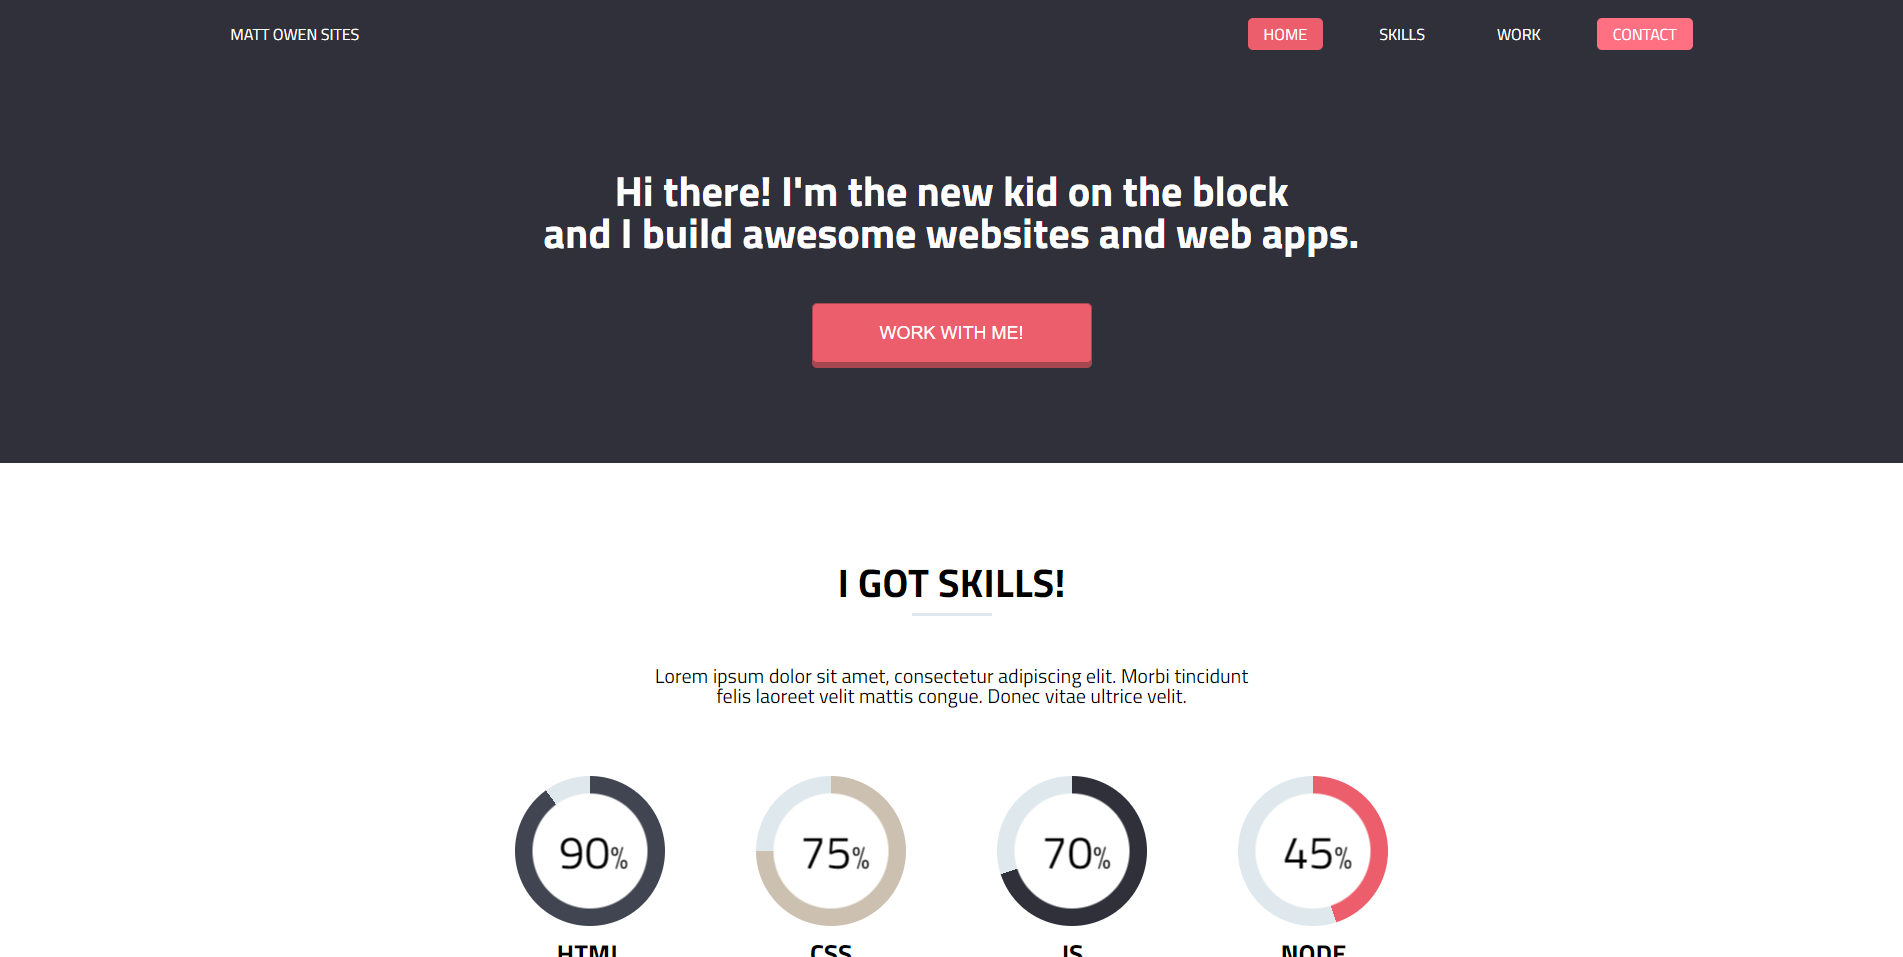 MATT OWEN SITES
HOME
SKILLS
WORK
CONTACT
Hi there! I'm the new kid on the block
and I build awesome websites and web apps.
WORK WITH ME!
I GOT SKILLS!
Lorem ipsum dolor sit amet, consectetur adipiscing elit. Morbi tincidunt
felis laoreet velit mattis congue. Donec vitae ultrice velit.
90%
75%
70%
45%
HTML
CSS
JS
NODE